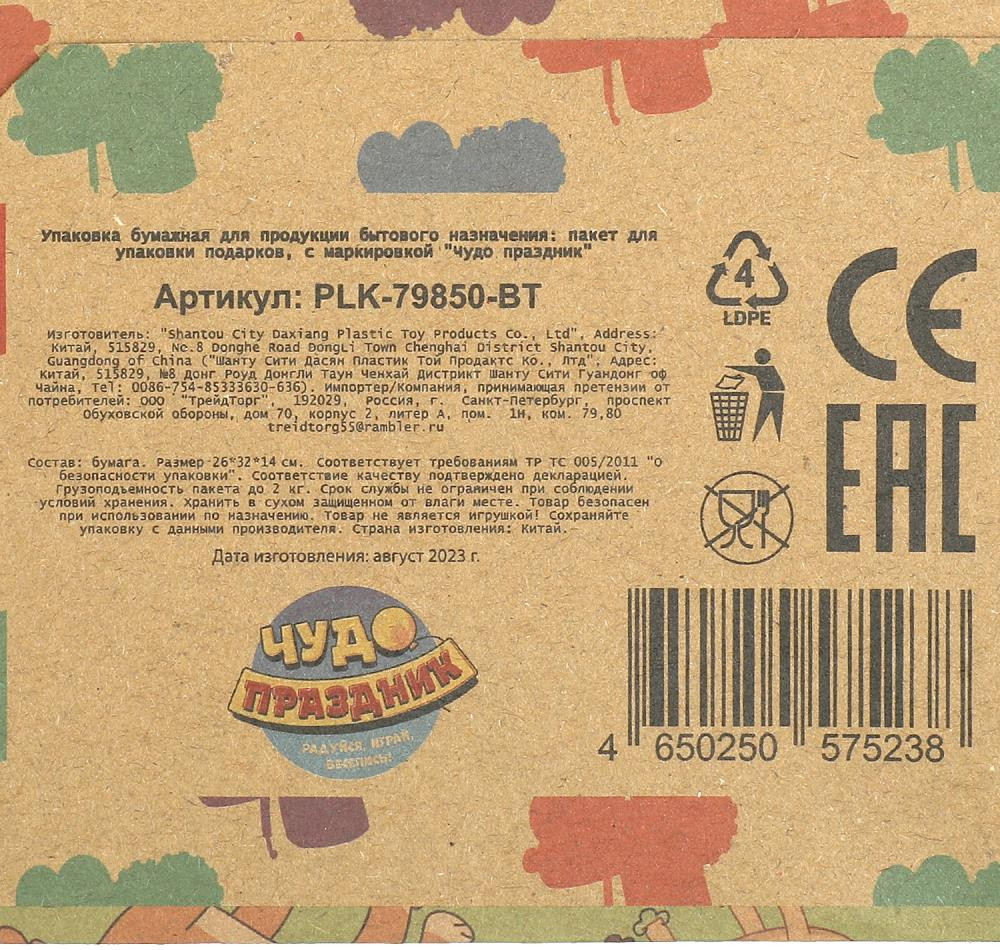 Упаковка бумажная для продукции бытового назначения: пакет для
упаковки подарков, с маркировкой "Чудо праздник"
Артикул: PLK-79850-BT
Изготовитель: "Shantou City Daxiang Plastic Toy Products Co., Ltd", Address:
Китай, 515829, No.8 Donghe Road DongLi Town Chenghai District Shantou City,
Guangdong of China ("Шанту Сити Дасян Пластик Той Продактс Ко., Лтд", Адрес:
Китай, 515829, №8 Донг Роуд ДонгЛи Таун Ченхай Дистрикт Шанту Сити Гуандонг оф
Чайна, Tel: 0086-754-85333630-636). Импортер/Компания, принимающая претензии от
потребителей: ООО "ТрейдТорг", 192029, Россия, г. Санкт-Петербург, проспект
Обуховской обороны, дом 70, корпус 2, литер А, пом. 1Н, ком. 79,80
treidtorg55@rambler.ru
Состав: бумага. Размер 26*32*14 см. Соответствует требованиям ТР ТС 005/2011 "о
безопасности упаковки". Соответствие качеству подтверждено декларацией.
Грузоподъемность пакета до 2 кг. Срок службы не ограничен при соблюдении
условий хранения. Хранить в сухом защищенном от влаги месте. Товар безопасен
при использовании по назначению. Товар не является игрушкой! Сохраняйте
упаковку с данными производителя. Страна изготовления: Китай.
Дата изготовления: август 2023 г.
ЧУДО
ПРАЗДНИК
РАДУЙСЯ, ИГРАЙ,
ВЕСЕЛИСЬ!
4
LDPE
CE
EAC
4 650250 575238